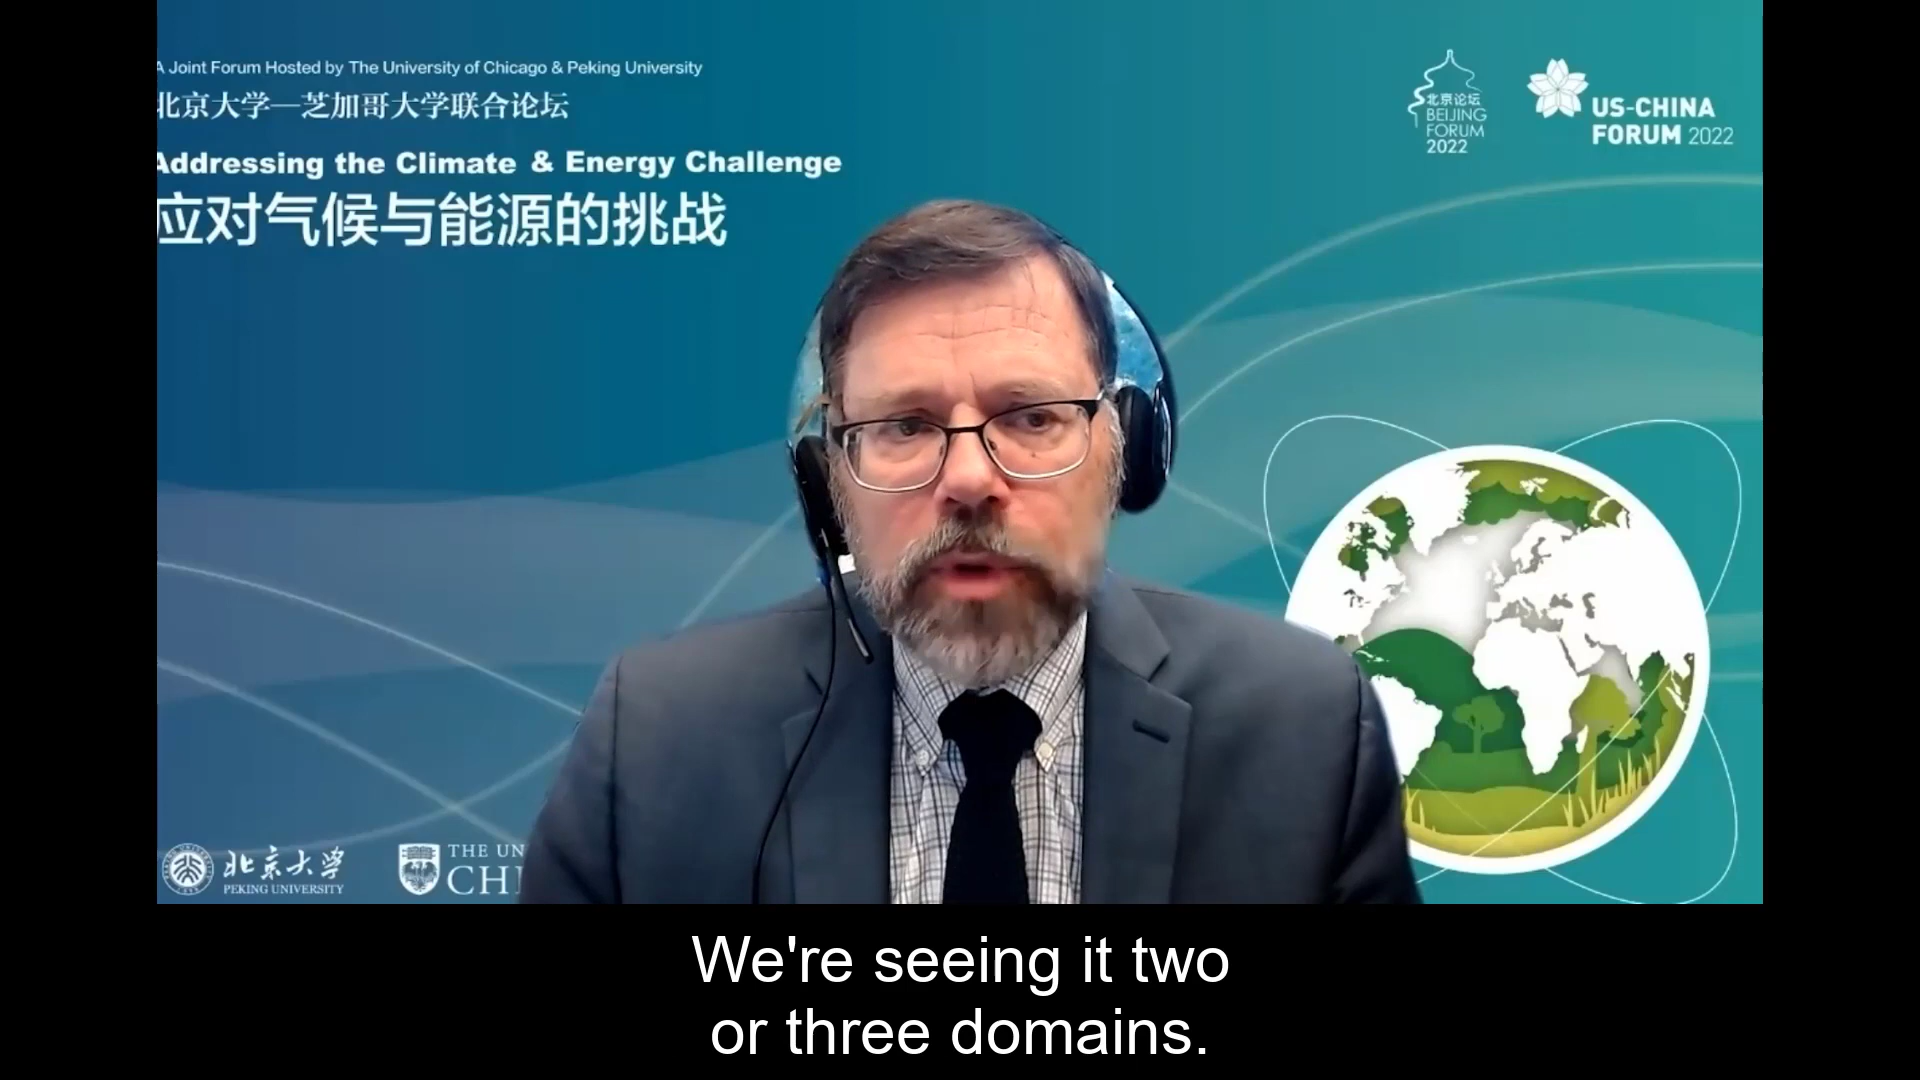 A Joint Forum Hosted by The University of Chicago & Peking University
北京大学—芝加哥大学联合论坛
Addressing the Climate & Energy Challenge
应对气候与能源的挑战
北京论坛
BEIJING
FORUM
2022
US-CHINA
FORUM 2022
北京大学
PEKING UNIVERSITY
THE UN
CHI
We're seeing it two
or three domains.